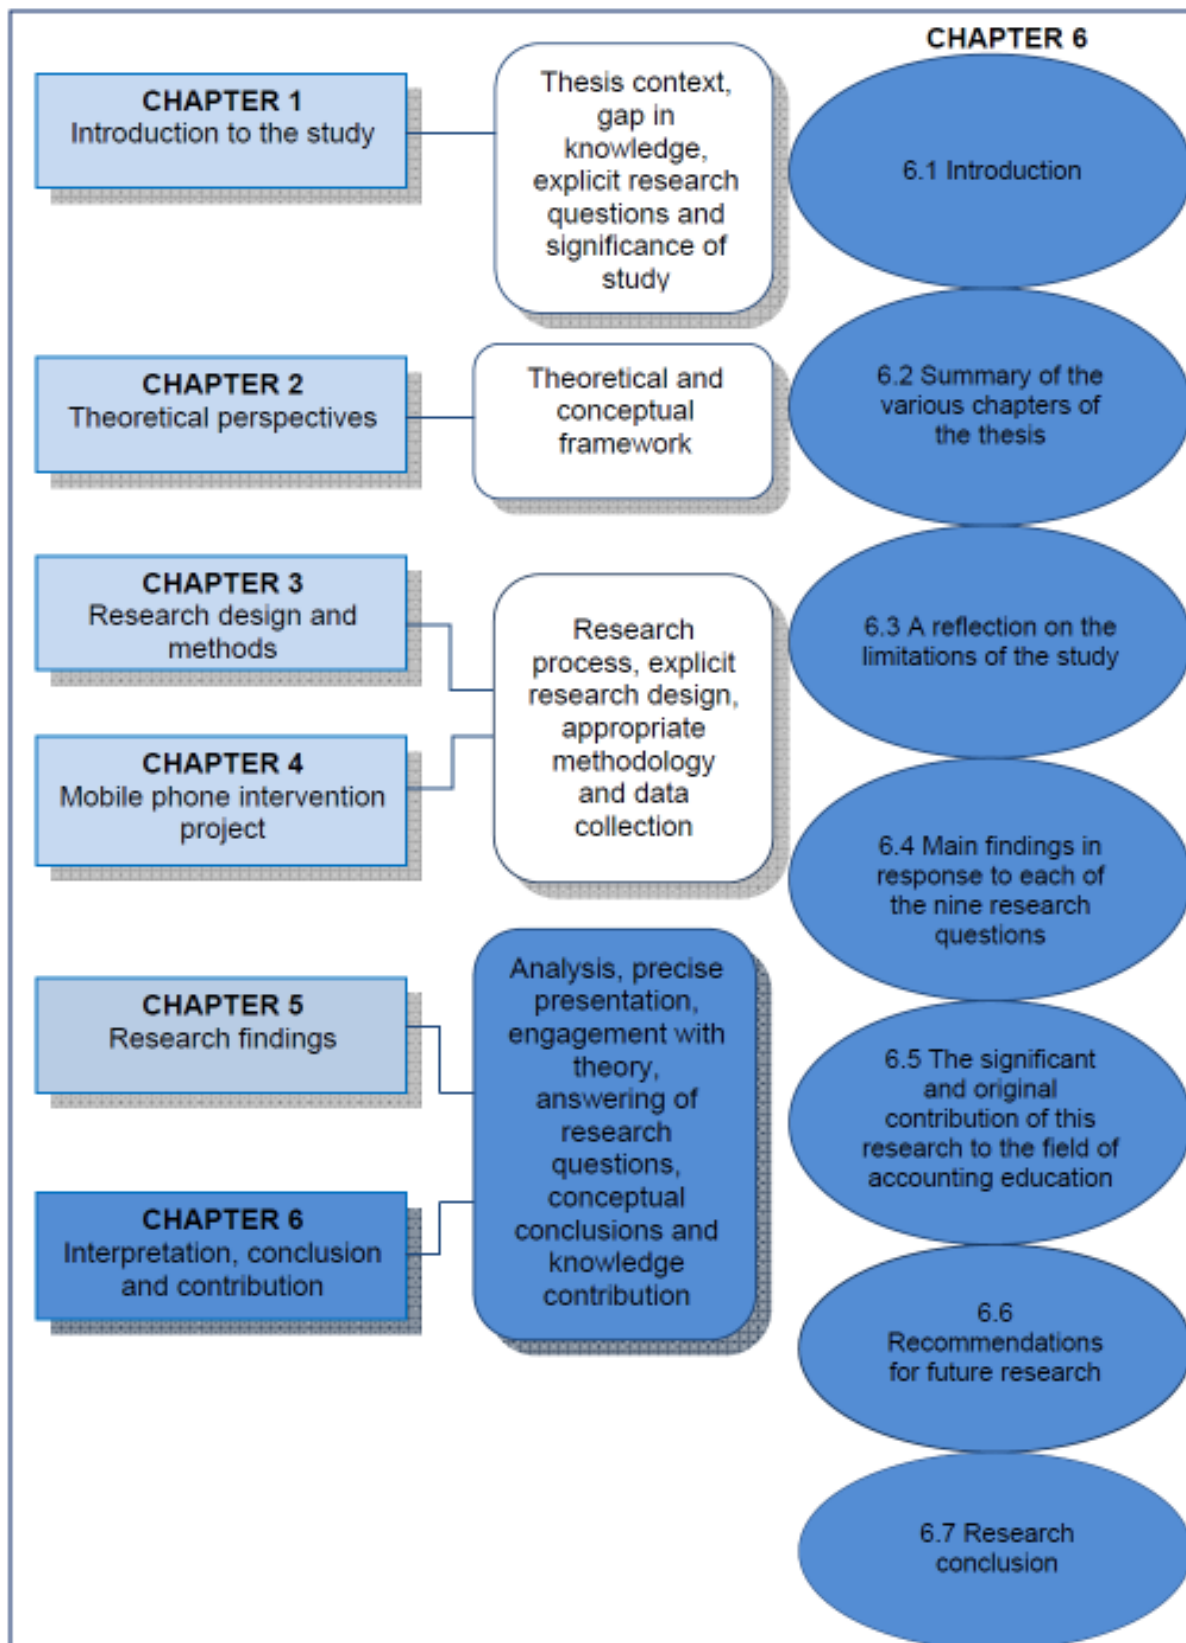 CHAPTER 1
Introduction to the study
Thesis context,
gap in
knowledge,
explicit research
questions and
significance of
study
CHAPTER 2
Theoretical perspectives
Theoretical and
conceptual
framework
CHAPTER 3
Research design and
methods
CHAPTER 4
Mobile phone intervention
project
Research
process, explicit
research design,
appropriate
methodology
and data
collection
CHAPTER 5
Research findings
CHAPTER 6
Interpretation, conclusion
and contribution
Analysis, precise
presentation,
engagement with
theory,
answering of
research
questions,
conceptual
conclusions and
knowledge
contribution
CHAPTER 6
6.1 Introduction
6.2 Summary of the
various chapters of
the thesis
6.3 A reflection on the
limitations of the study
6.4 Main findings in
response to each of
the nine research
questions
6.5 The significant
and original
contribution of this
research to the field of
accounting education
6.6
Recommendations
for future research
6.7 Research
conclusion